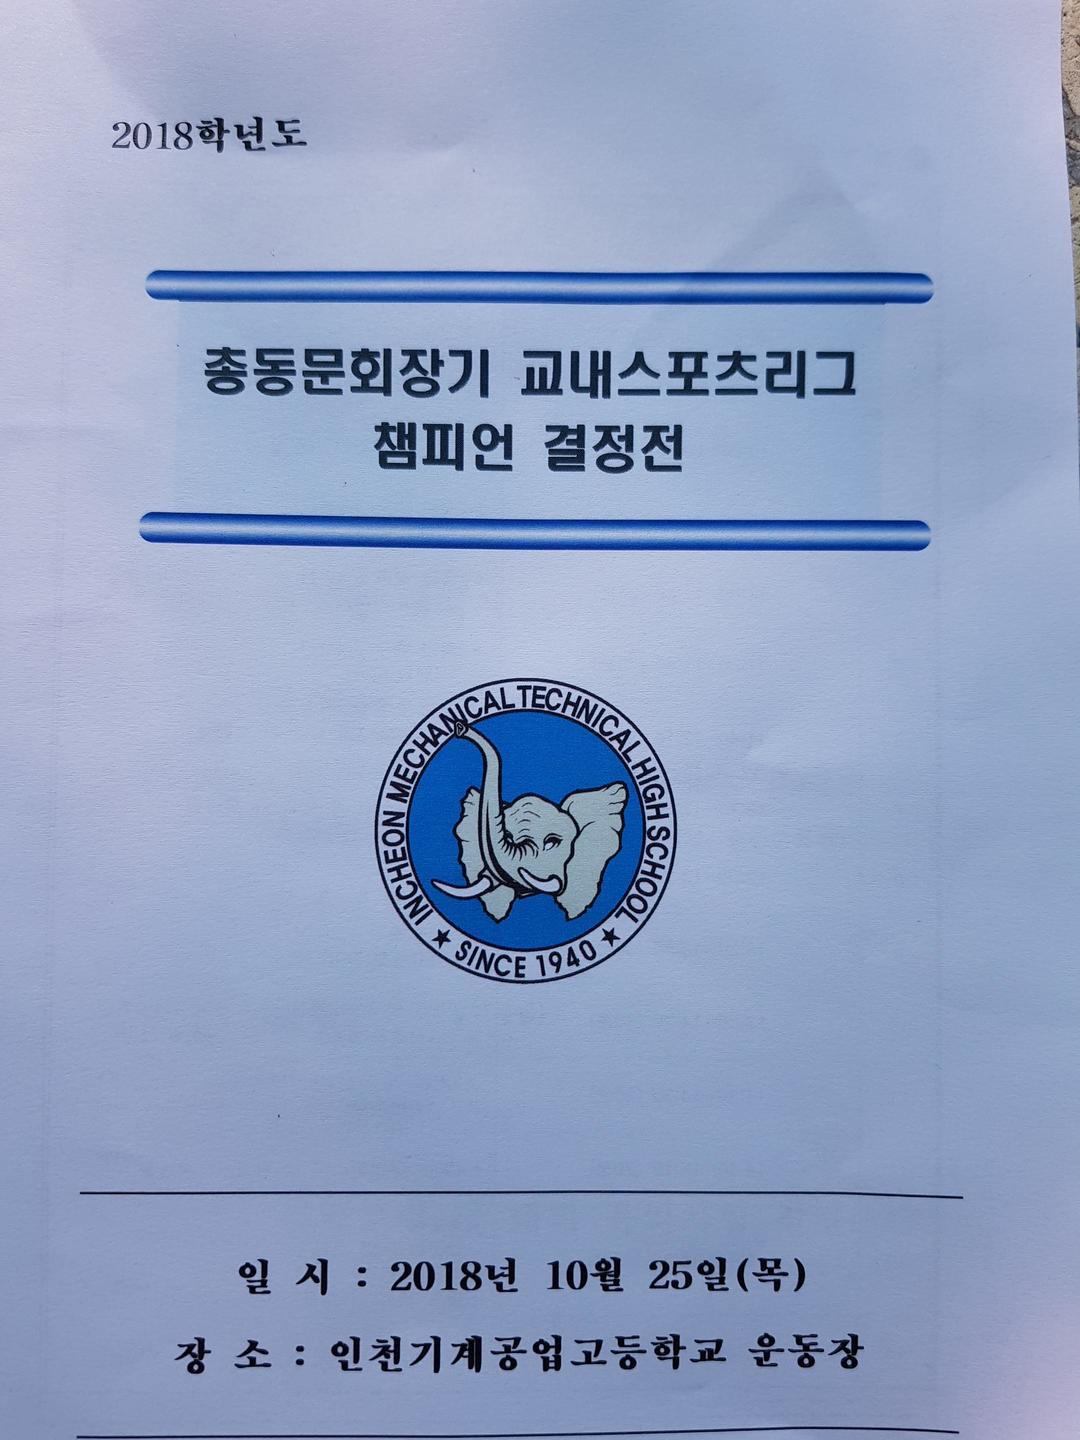 2018학년도
총동문회장기 교내스포츠리그
챔피언 결정전
INCHEON MECHANICAL TECHNICAL HIGH SCHOOL
★ SINCE 1940 ★
일 시 : 2018년 10월 25일(목)
장 소 : 인천기계공업고등학교 운동장